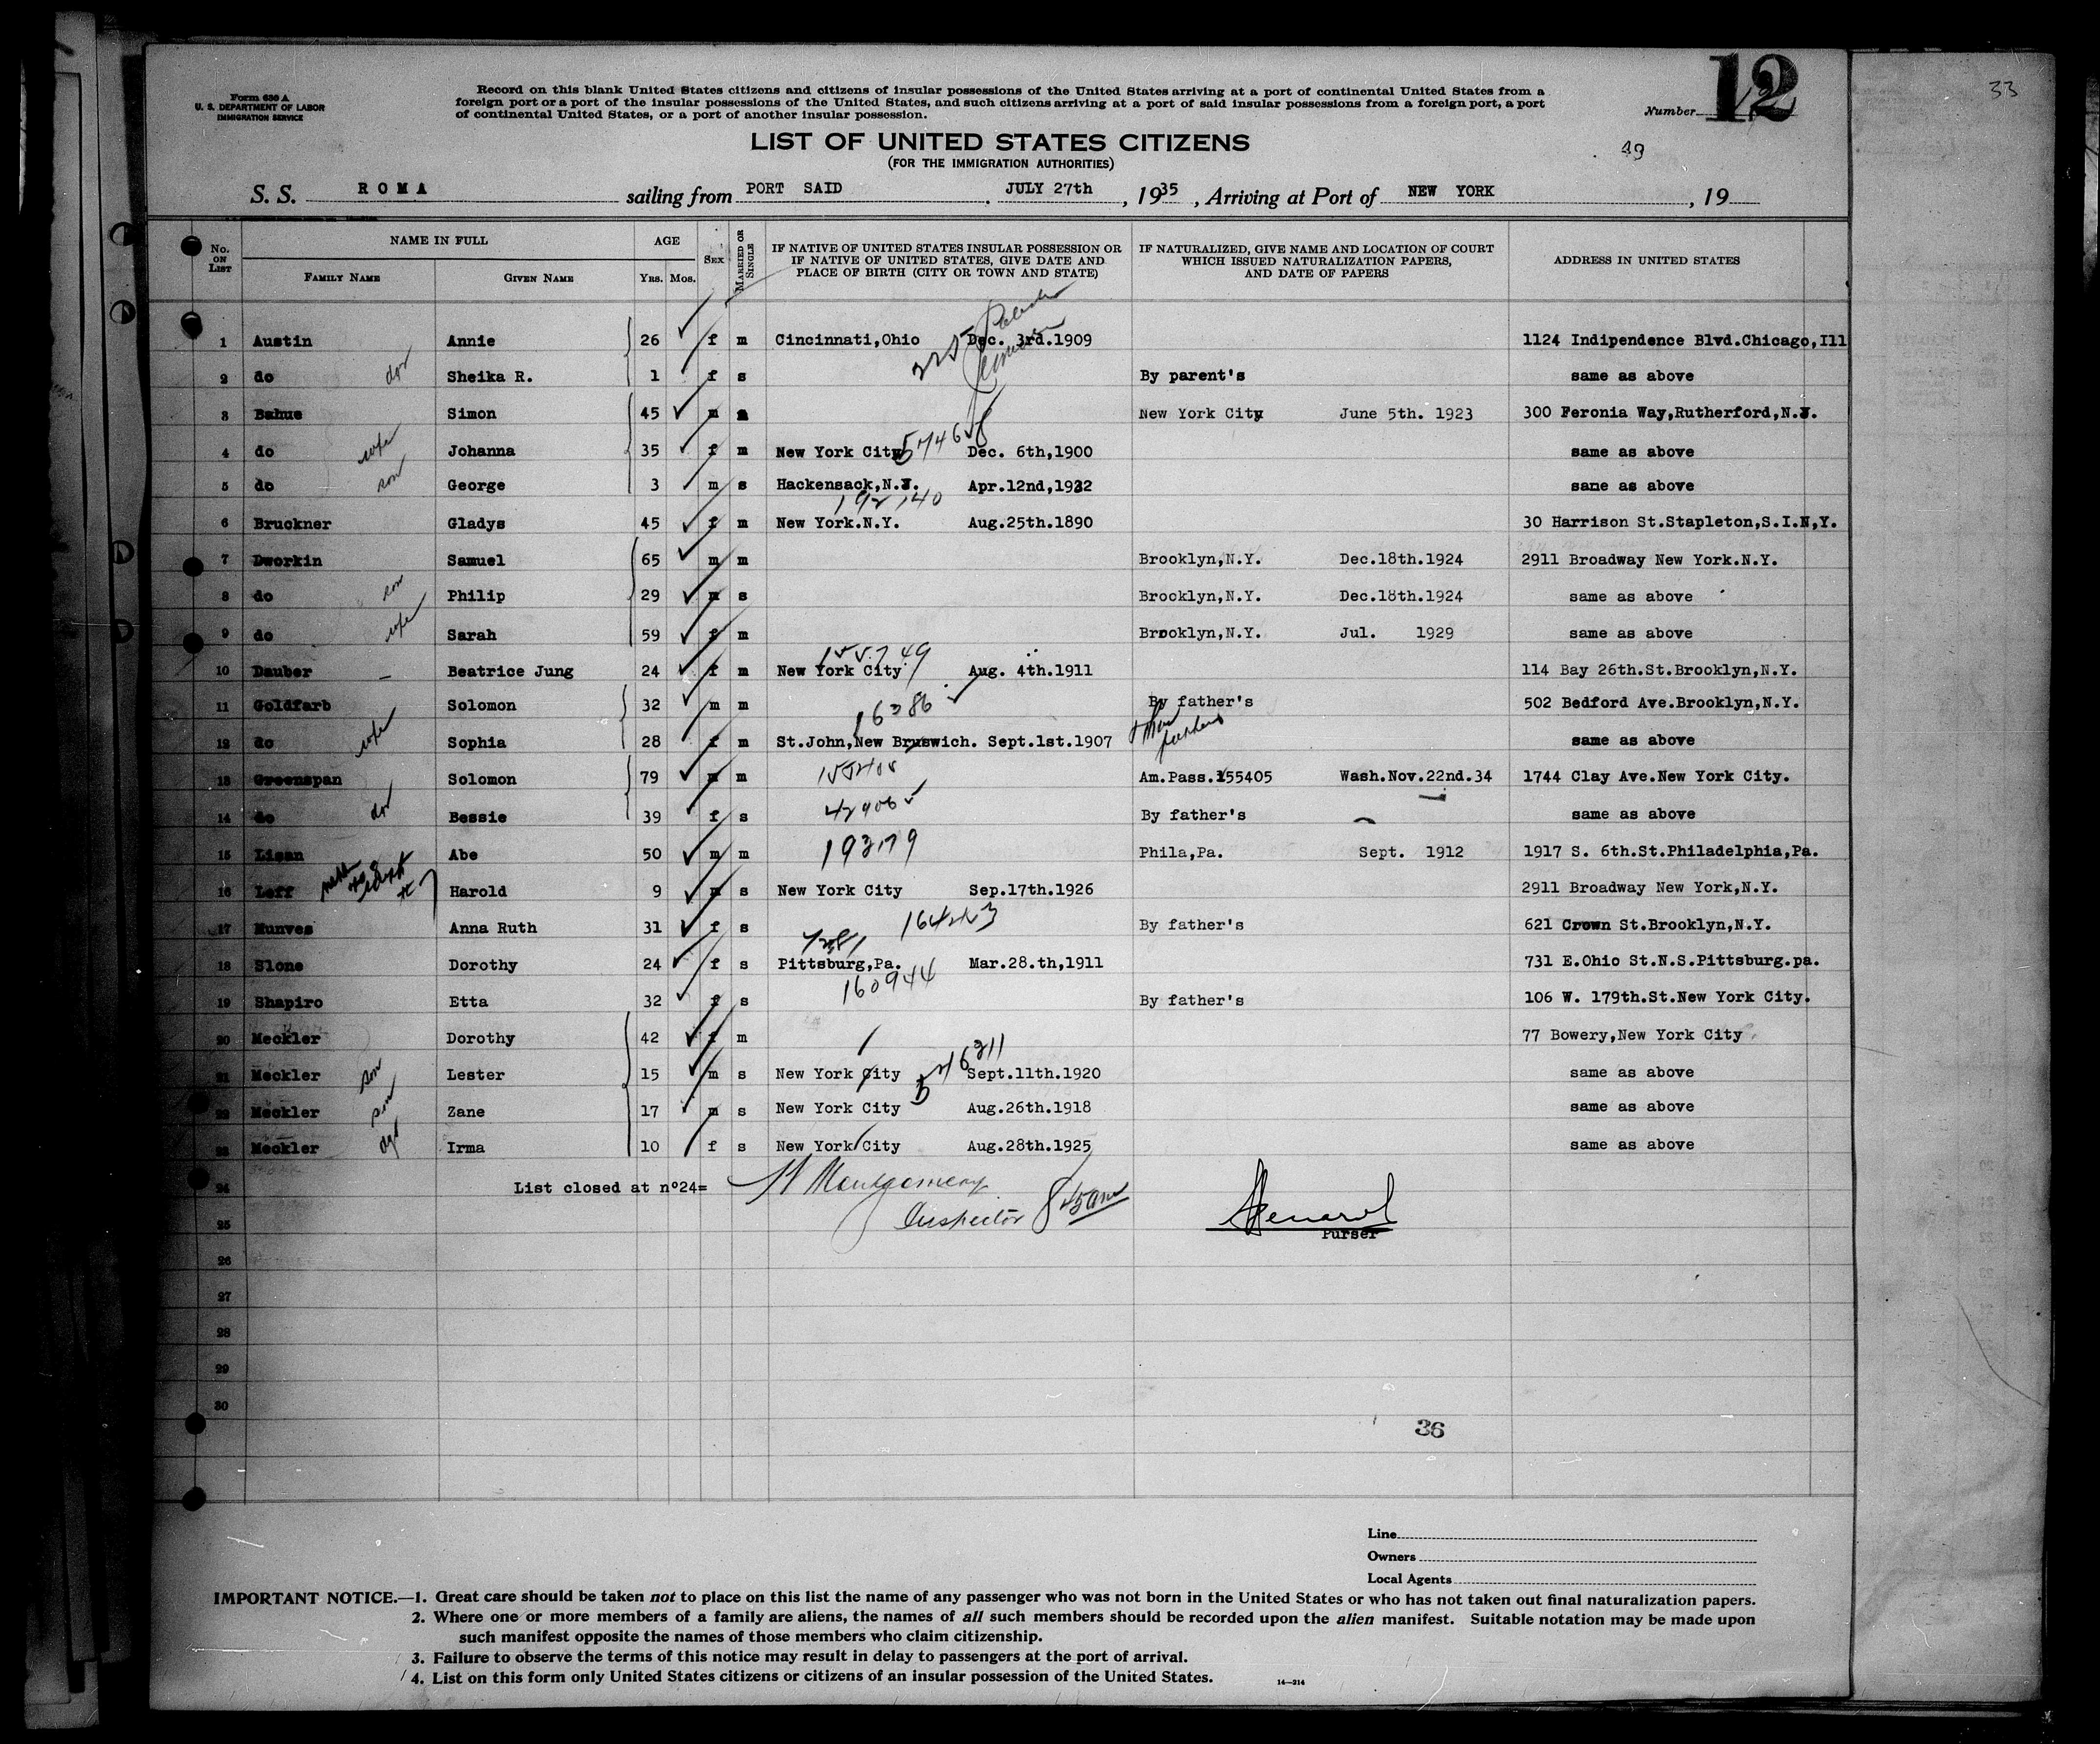 33
Form 630 A
U. S. DEPARTMENT OF LABOR
IMMIGRATION SERVICE
Record on this blank United States citizens and citizens of insular possessions of the United States arriving at a port of continental United States from a
foreign port or a port of the insular possessions of the United States, and such citizens arriving at a port of said insular possessions from a foreign port, a port
of continental United States, or a port of another insular possession.
Number 12
LIST OF UNITED STATES CITIZENS
(FOR THE IMMIGRATION AUTHORITIES)
49
S. S. ROMA sailing from PORT SAID . JULY 27th , 1935 , Arriving at Port of NEW YORK , 19
No. ON LIST NAME IN FULL AGE SEX MARRIED OR SINGLE IF NATIVE OF UNITED STATES INSULAR POSSESSION OR IF NATIVE OF UNITED STATES, GIVE DATE AND PLACE OF BIRTH (CITY OR TOWN AND STATE) IF NATURALIZED, GIVE NAME AND LOCATION OF COURT WHICH ISSUED NATURALIZATION PAPERS, AND DATE OF PAPERS ADDRESS IN UNITED STATES
FAMILY NAME GIVEN NAME YRS. MOS.
1 Austin Annie 26 f m Cincinnati,Ohio Dec. 3rd.1909 1124 Indipendence Blvd.Chicago,Ill
2 do dor Sheika R. 1 f s By parent's same as above
3 Bahue Simon 45 m New York City June 5th. 1923 300 Feronia Way,Rutherford,N.J.
4 do wife Johanna 35 f m New York City Dec. 6th,1900 same as above
5 do son George 3 m s Hackensack,N.J. Apr.12nd,1932 same as above
192140
6 Bruckner Gladys 45 f m New York.N.Y. Aug.25th.1890 30 Harrison St.Stapleton,S.I.N,Y.
7 Dworkin Samuel 65 m m Brooklyn,N.Y. Dec.18th.1924 2911 Broadway New York.N.Y.
8 do son Philip 29 m s Brooklyn,N.Y. Dec.18th.1924 same as above
9 do wife Sarah 59 f m Brooklyn,N.Y. Jul. 1929 same as above
10 Dauber Beatrice Jung 24 f m New York City Aug. 4th.1911 114 Bay 26th.St.Brooklyn,N.Y.
11 Goldfarb Solomon 32 m m By father's 502 Bedford Ave.Brooklyn,N.Y.
12 do wife Sophia 28 f m St.John,New Bruswich. Sept.1st.1907 same as above
13 Greenspan Solomon 79 m m 155405 Am.Pass.155405 Wash.Nov.22nd.34 1744 Clay Ave.New York City.
14 do dor Bessie 39 f s By father's same as above
15 Lisan Abe 50 m m 193179 Phila,Pa. Sept. 1912 1917 S. 6th.St.Philadelphia,Pa.
16 Leff Harold 9 m s New York City Sep.17th.1926 2911 Broadway New York,N.Y.
17 Munves Anna Ruth 31 f s By father's 621 Crown St.Brooklyn,N.Y.
18 Slone Dorothy 24 f s Pittsburg,Pa. Mar.28.th,1911 731 E.Ohio St.N.S.Pittsburg.pa.
160944
19 Shapiro Etta 32 f s By father's 106 W. 179th.St.New York City.
20 Meckler Dorothy 42 f m 77 Bowery,New York City
21 Meckler son Lester 15 m s New York City Sept.11th.1920 same as above
22 Meckler son Zane 17 m s New York City Aug.26th.1918 same as above
23 Meckler Irma 10 f s New York City Aug.28th.1925 same as above
24 List closed at n°24= H Montgomery
25 Inspector 845am
Purser
26
27
28
29
30
36
Line
Owners
Local Agents
IMPORTANT NOTICE.—1. Great care should be taken not to place on this list the name of any passenger who was not born in the United States or who has not taken out final naturalization papers.
2. Where one or more members of a family are aliens, the names of all such members should be recorded upon the alien manifest. Suitable notation may be made upon
such manifest opposite the names of those members who claim citizenship.
3. Failure to observe the terms of this notice may result in delay to passengers at the port of arrival.
4. List on this form only United States citizens or citizens of an insular possession of the United States.
14—214